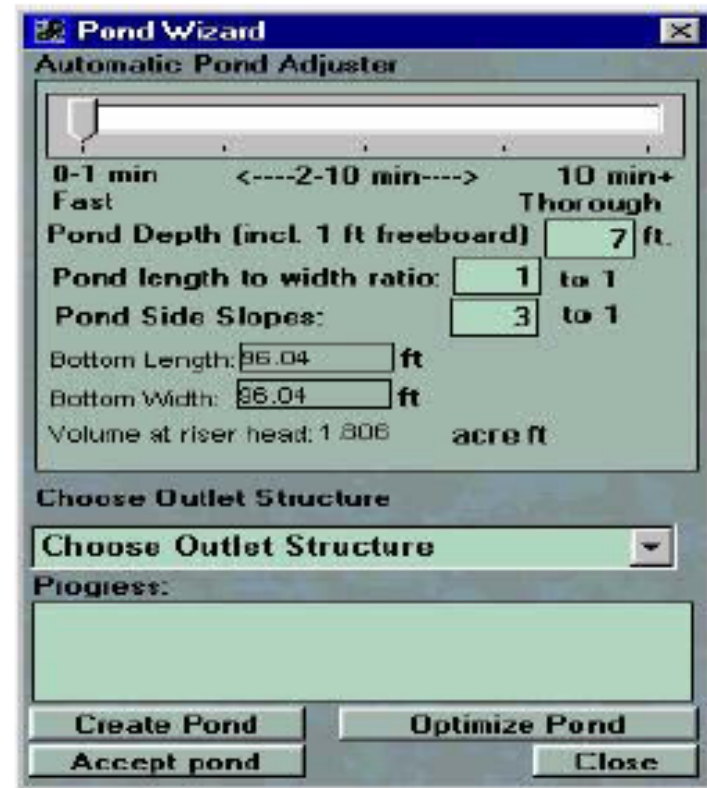 Pond Wizard
Automatic Pond Adjuster
0-1 min <----2-10 min----> 10 min+
Fast Thorough
Pond Depth (incl. 1 ft freeboard) 7 ft.
Pond length to width ratio: 1 to 1
Pond Side Slopes: 3 to 1
Bottom Length: 96.04 ft
Bottom Width: 96.04 ft
Volume at riser head: 1.806 acre ft
Choose Outlet Structure
Choose Outlet Structure
Progress:
Create Pond Optimize Pond
Accept pond Close